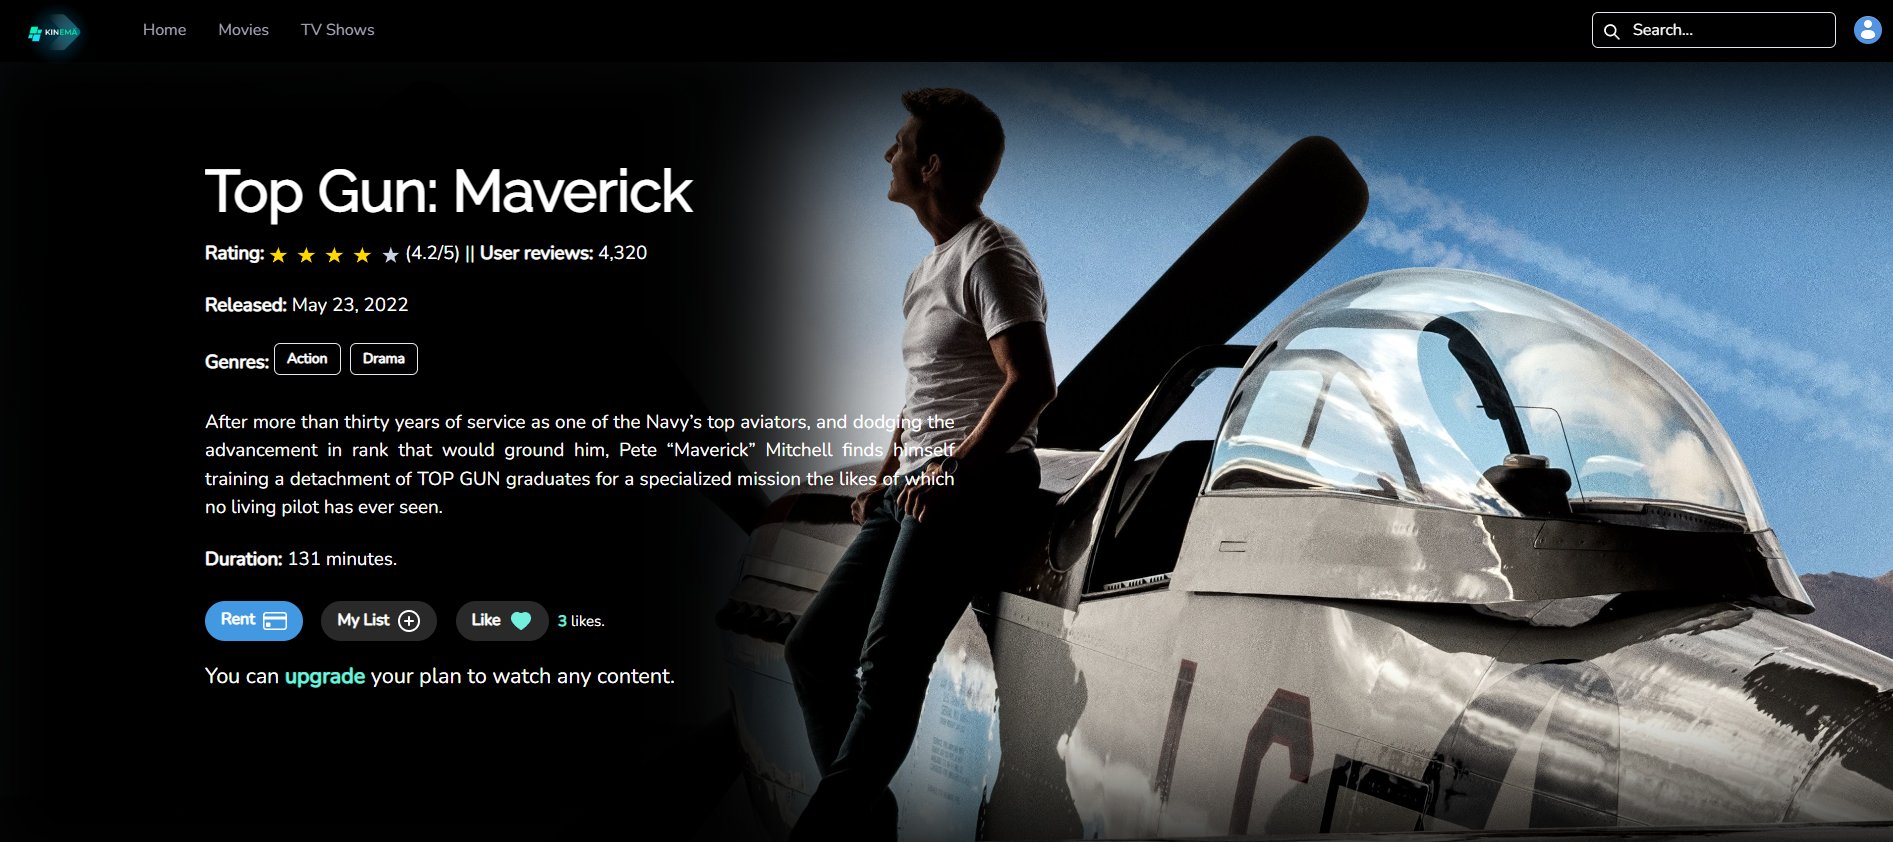 KINEMA
Home Movies TV Shows
Search...
Top Gun: Maverick
Rating: ★ ★ ★ ★ ★ (4.2/5) || User reviews: 4,320
Released: May 23, 2022
Genres: Action Drama
After more than thirty years of service as one of the Navy’s top aviators, and dodging the
advancement in rank that would ground him, Pete “Maverick” Mitchell finds himself
training a detachment of TOP GUN graduates for a specialized mission the likes of which
no living pilot has ever seen.
Duration: 131 minutes.
Rent My List Like 3 likes.
You can upgrade your plan to watch any content.